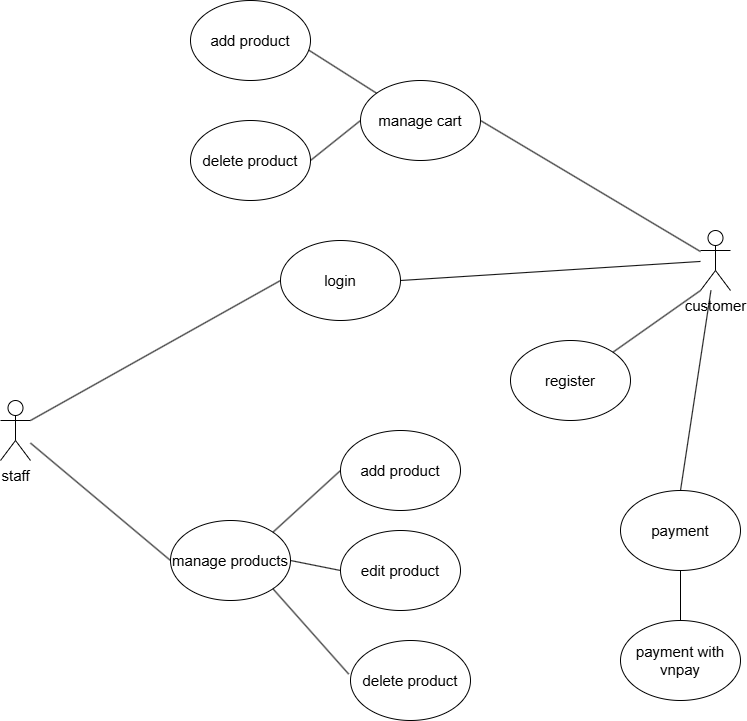 add product
manage cart
delete product
login
customer
register
staff
add product
payment
manage products
edit product
payment with
vnpay
delete product